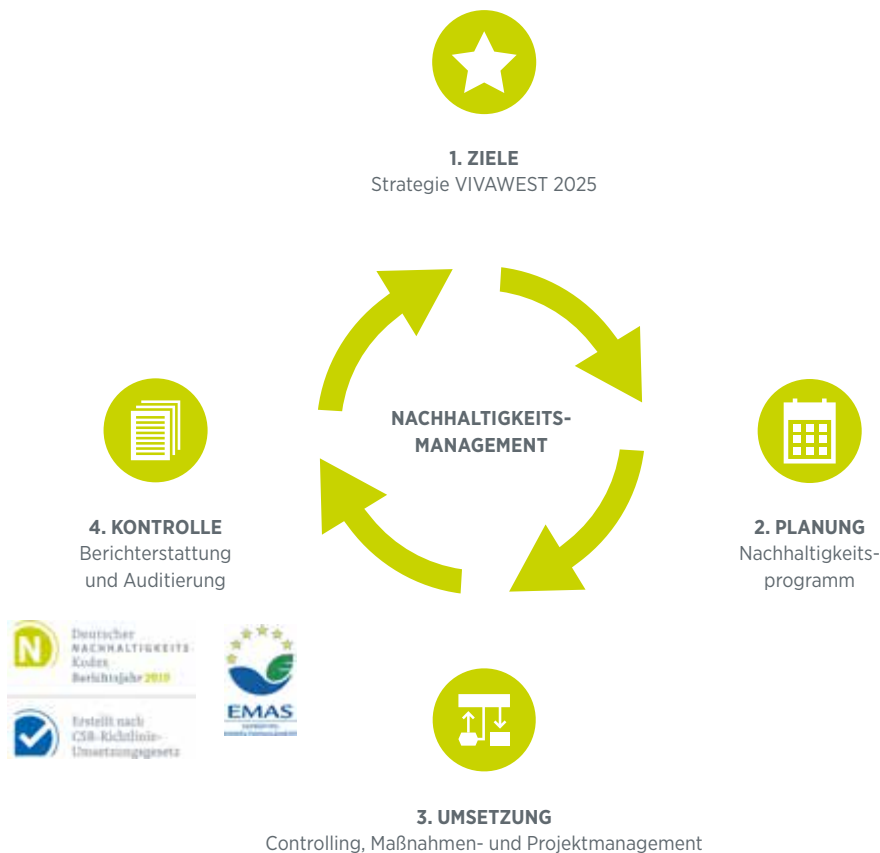 1. ZIELE
Strategie VIVAWEST 2025
NACHHALTIGKEITS-
MANAGEMENT
2. PLANUNG
Nachhaltigkeits-
programm
4. KONTROLLE
Berichterstattung
und Auditierung
N
Deutscher
NACHHALTIGKEITS
Kodex
Berichtsjahr 2019
Erstellt nach
CSR-Richtlinie-
Umsetzungsgesetz
EMAS
3. UMSETZUNG
Controlling, Maßnahmen- und Projektmanagement